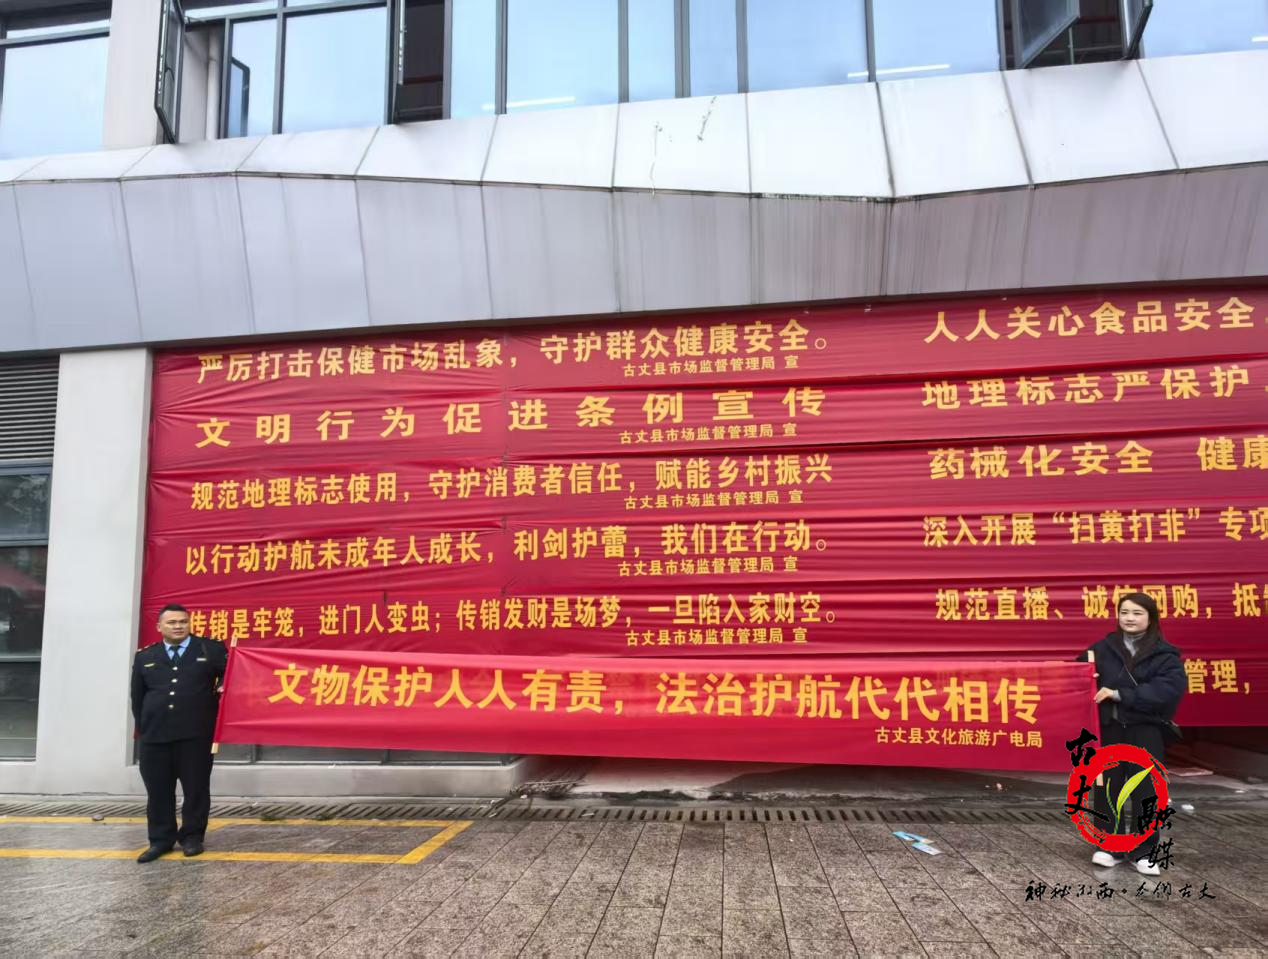 严厉打击保健市场乱象，守护群众健康安全。
古丈县市场监督管理局 宣
人人关心食品安全，
文明行为促进条例宣传
古丈县市场监督管理局 宣
地理标志严保护
规范地理标志使用，守护消费者信任，赋能乡村振兴
古丈县市场监督管理局 宣
药械化安全 健康
以行动护航未成年人成长，利剑护蕾，我们在行动。
古丈县市场监督管理局 宣
深入开展“扫黄打非”专项
传销是牢笼，进门人变虫；传销发财是场梦，一旦陷入家财空。
古丈县市场监督管理局 宣
规范直播、诚信网购，抵制
管理，
文物保护人人有责，法治护航代代相传
古丈县文化旅游广电局
古丈
融媒
神秘湘西·
古丈